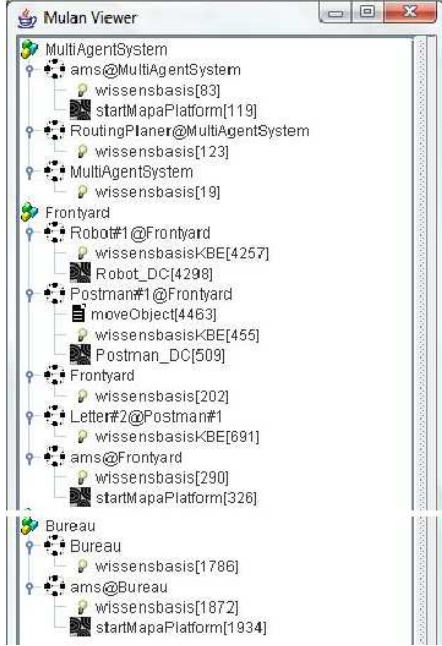 Mulan Viewer
MultiAgentSystem
ams@MultiAgentSystem
wissensbasis[83]
startMapaPlatform[119]
RoutingPlaner@MultiAgentSystem
wissensbasis[123]
MultiAgentSystem
wissensbasis[19]
Frontyard
Robot#1@Frontyard
wissensbasisKBE[4257]
Robot_DC[4298]
Postman#1@Frontyard
moveObject[4463]
wissensbasisKBE[455]
Postman_DC[509]
Frontyard
wissensbasis[202]
Letter#2@Postman#1
wissensbasisKBE[691]
ams@Frontyard
wissensbasis[290]
startMapaPlatform[326]
Bureau
Bureau
wissensbasis[1786]
ams@Bureau
wissensbasis[1872]
startMapaPlatform[1934]